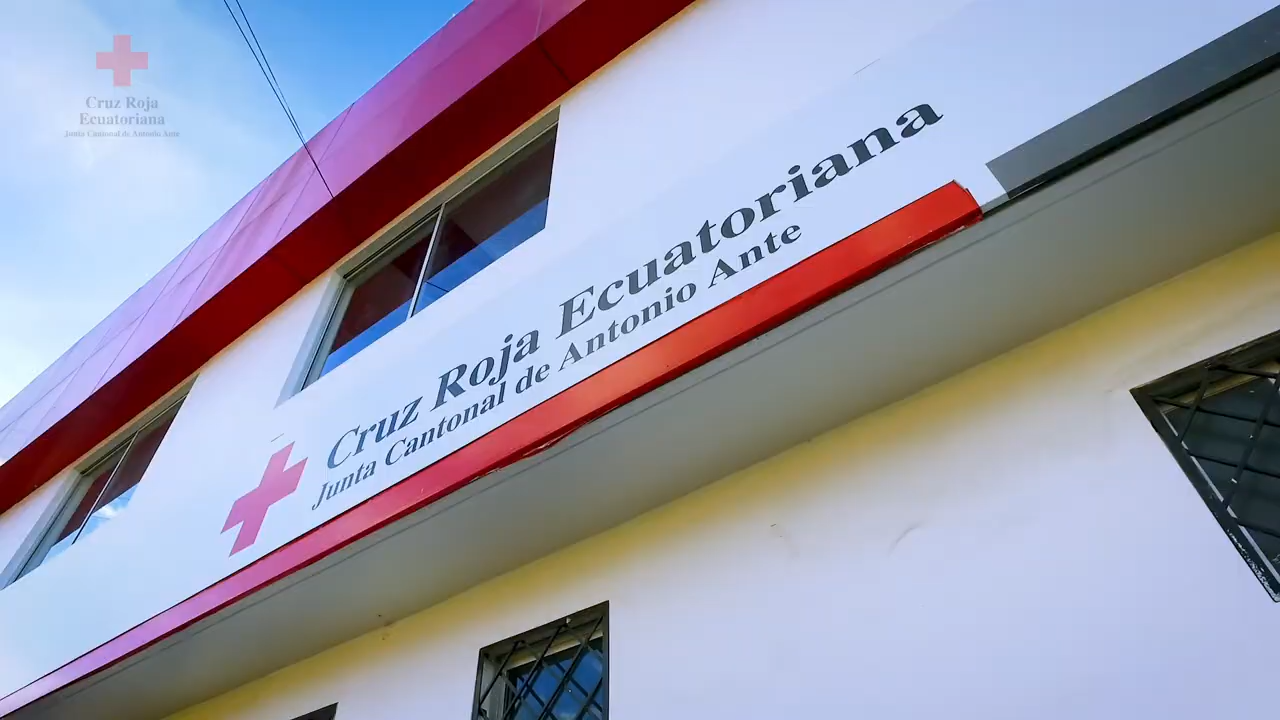 Cruz Roja
Ecuatoriana
Junta Cantonal de Antonio Ante
Cruz Roja Ecuatoriana
Junta Cantonal de Antonio Ante